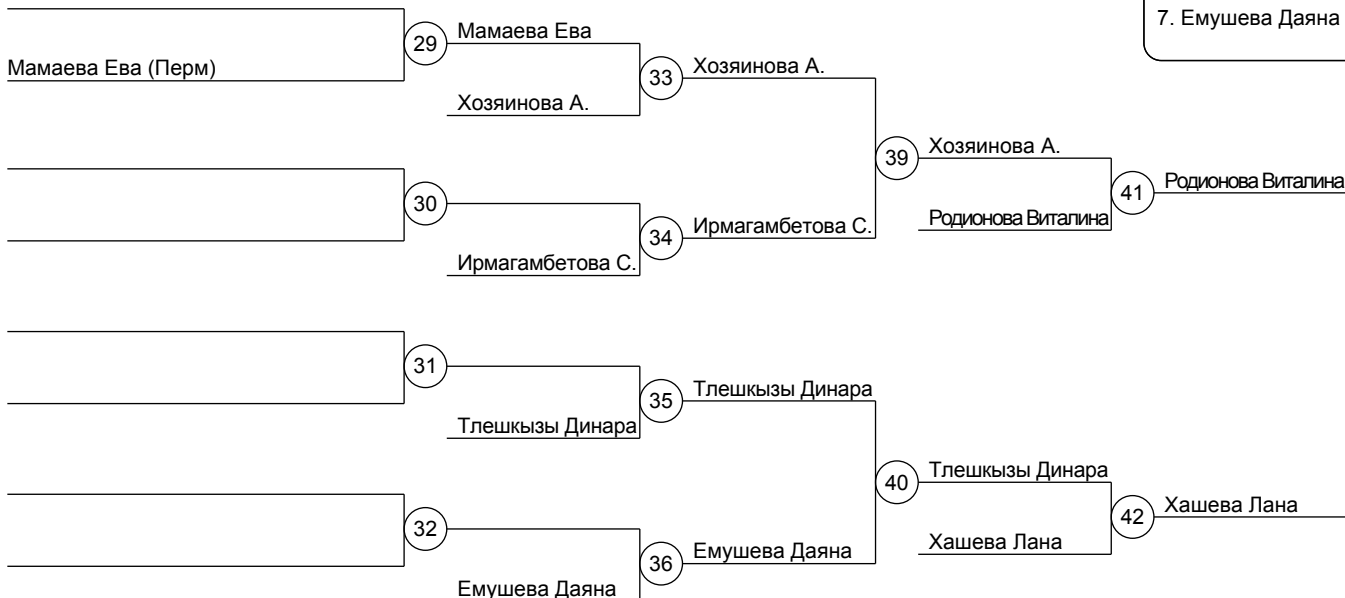 7. Емушева Даяна
29
Мамаева Ева
Мамаева Ева (Перм)
33
Хозяинова А.
Хозяинова А.
39
Хозяинова А.
30
41
Родионова Виталина
Родионова Виталина
34
Ирмагамбетова С.
Ирмагамбетова С.
31
35
Тлешкызы Динара
Тлешкызы Динара
40
Тлешкызы Динара
32
42
Хашева Лана
Хашева Лана
36
Емушева Даяна
Емушева Даяна